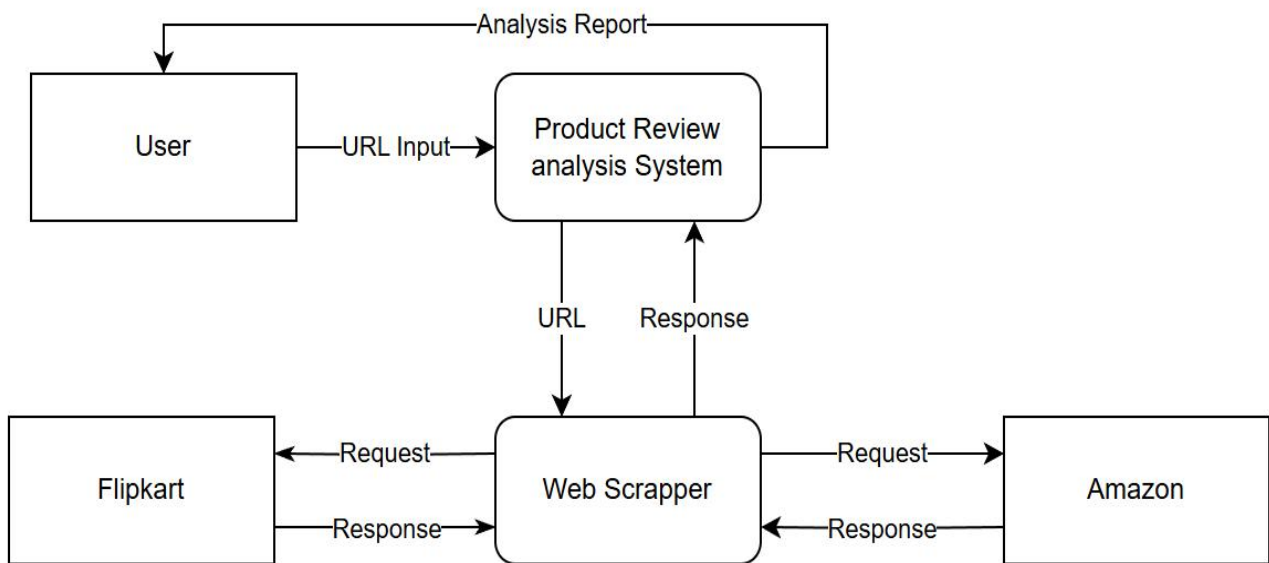 Analysis Report
User
URL Input
Product Review
analysis System
URL
Response
Flipkart
Request
Response
Web Scrapper
Request
Response
Amazon